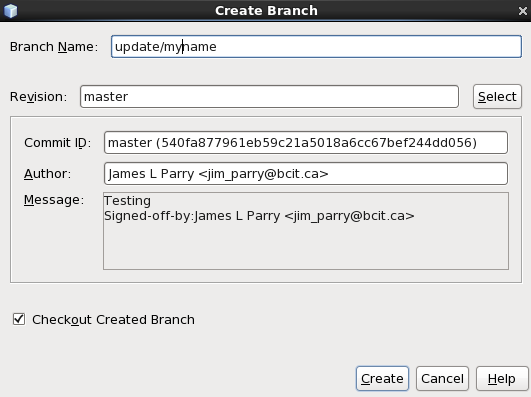 Create Branch
Branch Name: update/myname
Revision: master Select
Commit ID: master (540fa877961eb59c21a5018a6cc67bef244dd056)
Author: James L Parry <jim_parry@bcit.ca>
Message: Testing
Signed-off-by:James L Parry <jim_parry@bcit.ca>
Checkout Created Branch
Create Cancel Help